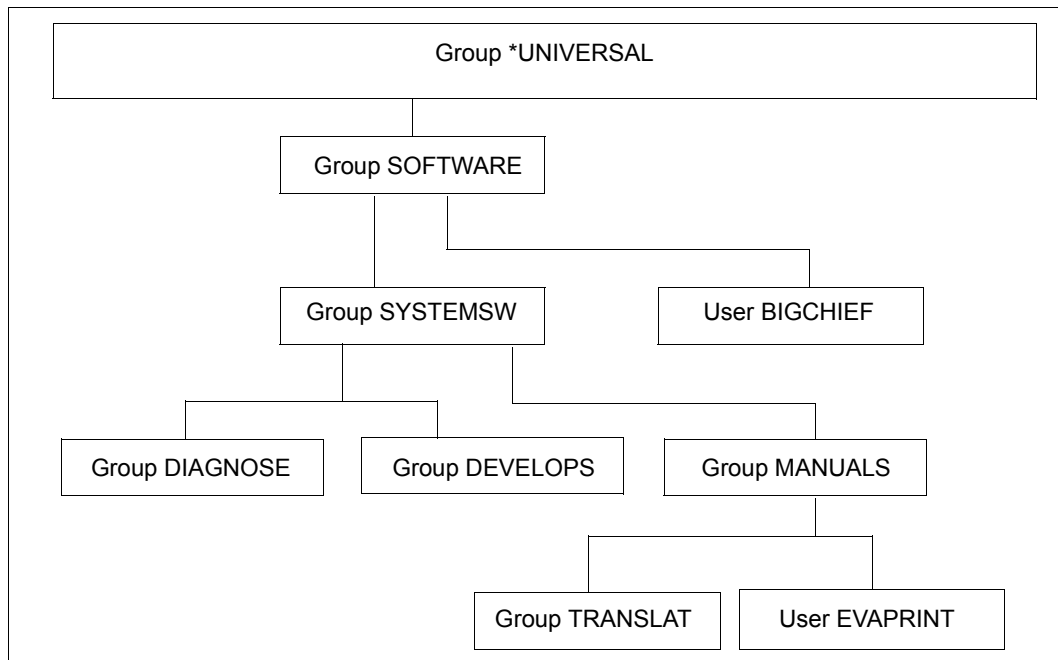 Group *UNIVERSAL
Group SOFTWARE
Group SYSTEMSW
User BIGCHIEF
Group DIAGNOSE
Group DEVELOPS
Group MANUALS
Group TRANSLAT
User EVAPRINT